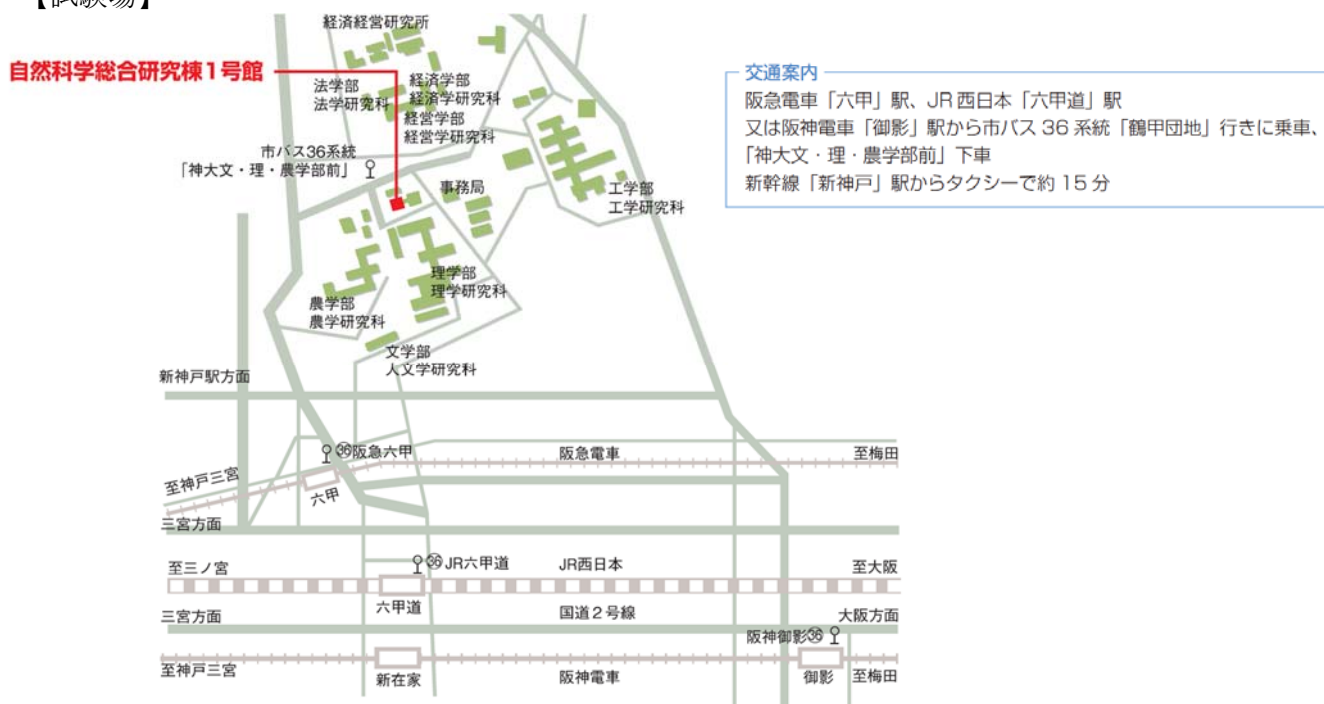 【試験場】
経済経営研究所
自然科学総合研究棟1号館
法学部
法学研究科
経済学部
経済学研究科
経営学部
経営学研究科
市バス36系統
「神大文・理・農学部前」
事務局
工学部
工学研究科
理学部
理学研究科
農学部
農学研究科
文学部
人文学研究科
交通案内
阪急電車「六甲」駅、JR西日本「六甲道」駅
又は阪神電車「御影」駅から市バス36系統「鶴甲団地」行きに乗車、
「神大文・理・農学部前」下車
新幹線「新神戸」駅からタクシーで約15分
新神戸駅方面
㊱阪急六甲
阪急電車
至梅田
至神戸三宮
六甲
三宮方面
㊱JR六甲道
JR西日本
至三ノ宮
至大阪
六甲道
三宮方面
国道2号線
大阪方面
阪神御影㊱
至神戸三宮
新在家
阪神電車
御影
至梅田